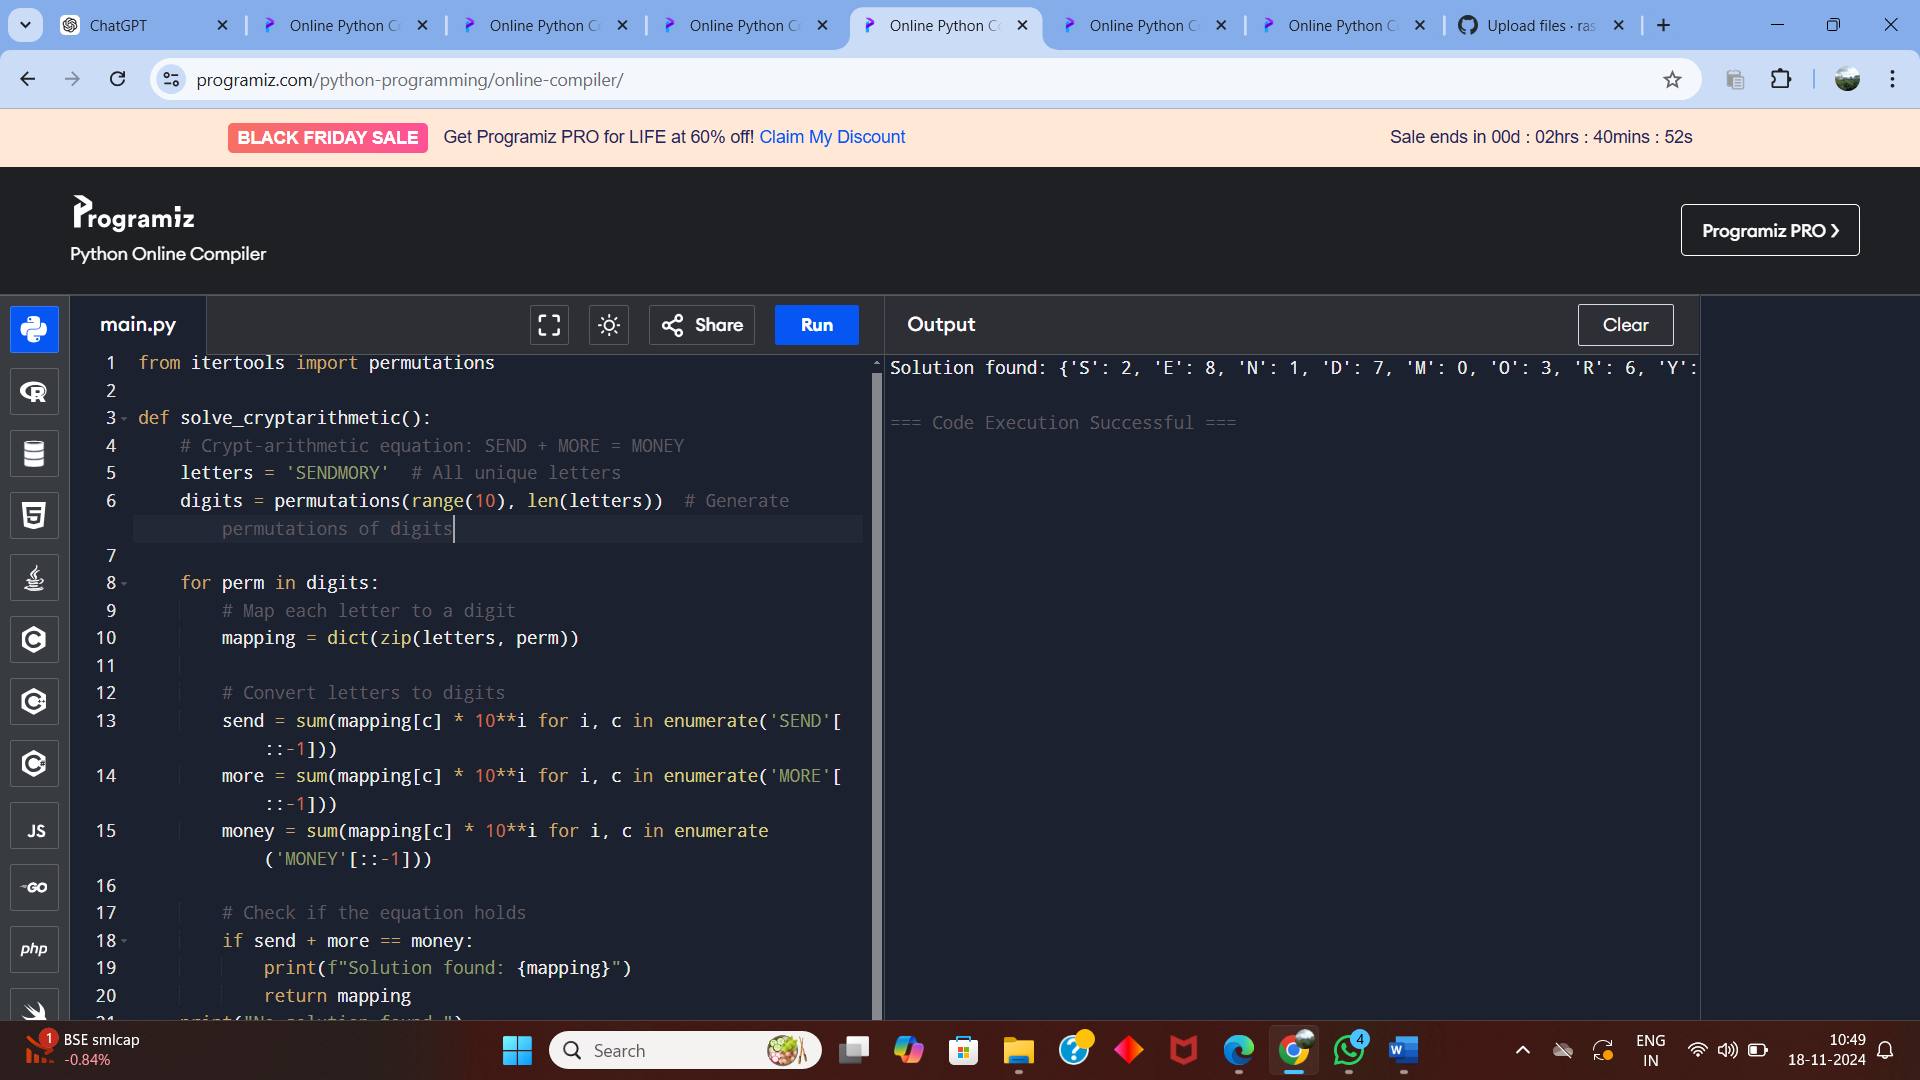 ChatGPT
Online Python C
Online Python C
Online Python C
Online Python C
Online Python C
Online Python C
Upload files · ras
programiz.com/python-programming/online-compiler/
BLACK FRIDAY SALE Get Programiz PRO for LIFE at 60% off! Claim My Discount
Sale ends in 00d : 02hrs : 40mins : 52s
Programiz
Python Online Compiler
Programiz PRO
main.py
Share
Run
Output
Clear
1 from itertools import permutations
2
3 def solve_cryptarithmetic():
4 # Crypt-arithmetic equation: SEND + MORE = MONEY
5 letters = 'SENDMORY' # All unique letters
6 digits = permutations(range(10), len(letters)) # Generate
permutations of digits
7
8 for perm in digits:
9 # Map each letter to a digit
10 mapping = dict(zip(letters, perm))
11
12 # Convert letters to digits
13 send = sum(mapping[c] * 10**i for i, c in enumerate('SEND'[
::-1]))
14 more = sum(mapping[c] * 10**i for i, c in enumerate('MORE'[
::-1]))
15 money = sum(mapping[c] * 10**i for i, c in enumerate
('MONEY'[::-1]))
16
17 # Check if the equation holds
18 if send + more == money:
19 print(f"Solution found: {mapping}")
20 return mapping
21 print("No solution found.")
Solution found: {'S': 2, 'E': 8, 'N': 1, 'D': 7, 'M': 0, 'O': 3, 'R': 6, 'Y':
=== Code Execution Successful ===
JS
GO
php
1
BSE smlcap
-0.84%
Search
4
ENG
IN
10:49
18-11-2024